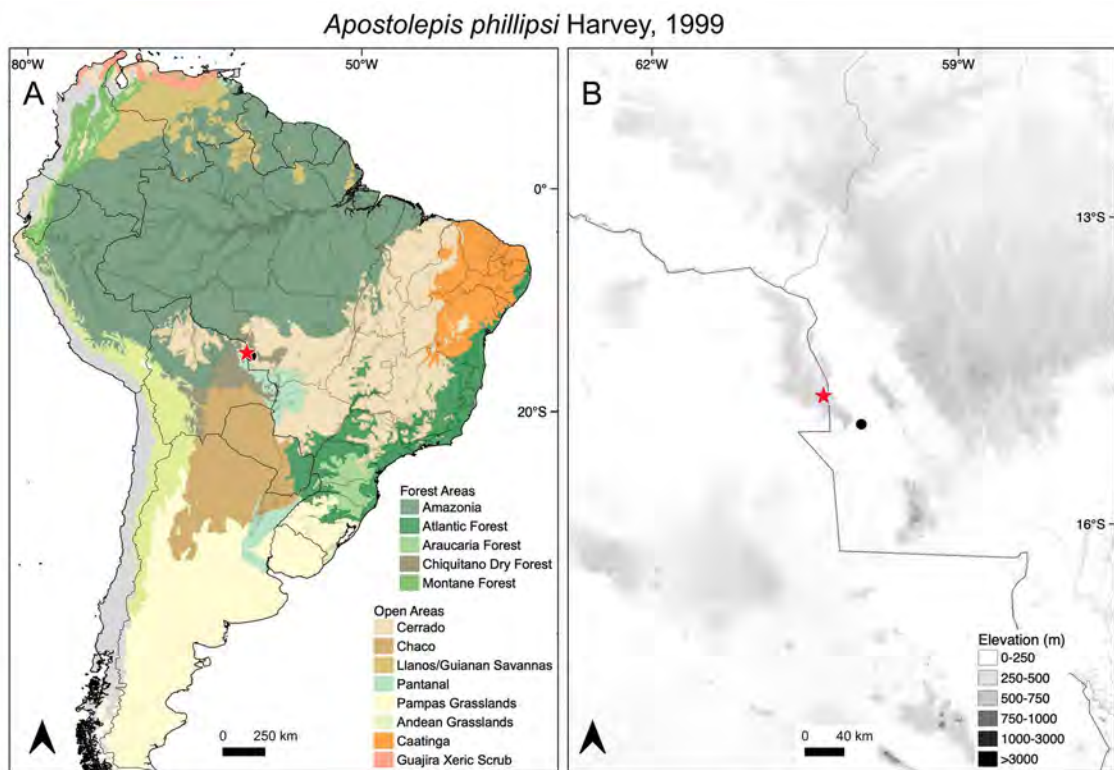 Apostolepis phillipsi Harvey, 1999
A
80°W
50°W
0°
20°S
Forest Areas
Amazonia
Atlantic Forest
Araucaria Forest
Chiquitano Dry Forest
Montane Forest
Open Areas
Cerrado
Chaco
Llanos/Guianan Savannas
Pantanal
Pampas Grasslands
Andean Grasslands
Caatinga
Guajira Xeric Scrub
0 250 km
B
62°W
59°W
13°S
16°S
Elevation (m)
0-250
250-500
500-750
750-1000
1000-3000
>3000
0 40 km